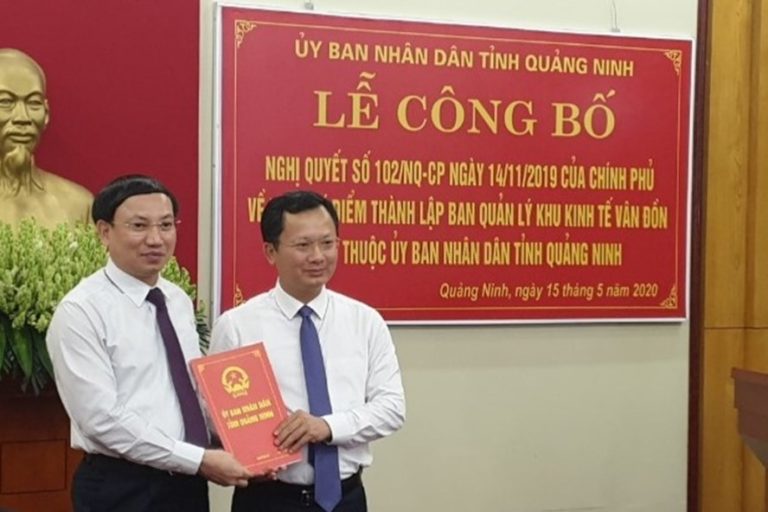 ỦY BAN NHÂN DÂN TỈNH QUẢNG NINH
LỄ CÔNG BỐ
NGHỊ QUYẾT SỐ 102/NQ-CP NGÀY 14/11/2019 CỦA CHÍNH PHỦ
VỀ ĐIỂM THÀNH LẬP BAN QUẢN LÝ KHU KINH TẾ VÂN ĐỒN
THUỘC ỦY BAN NHÂN DÂN TỈNH QUẢNG NINH
Quảng Ninh, ngày 15 tháng 5 năm 2020
ỦY BAN NHÂN DÂN
TỈNH QUẢNG NINH